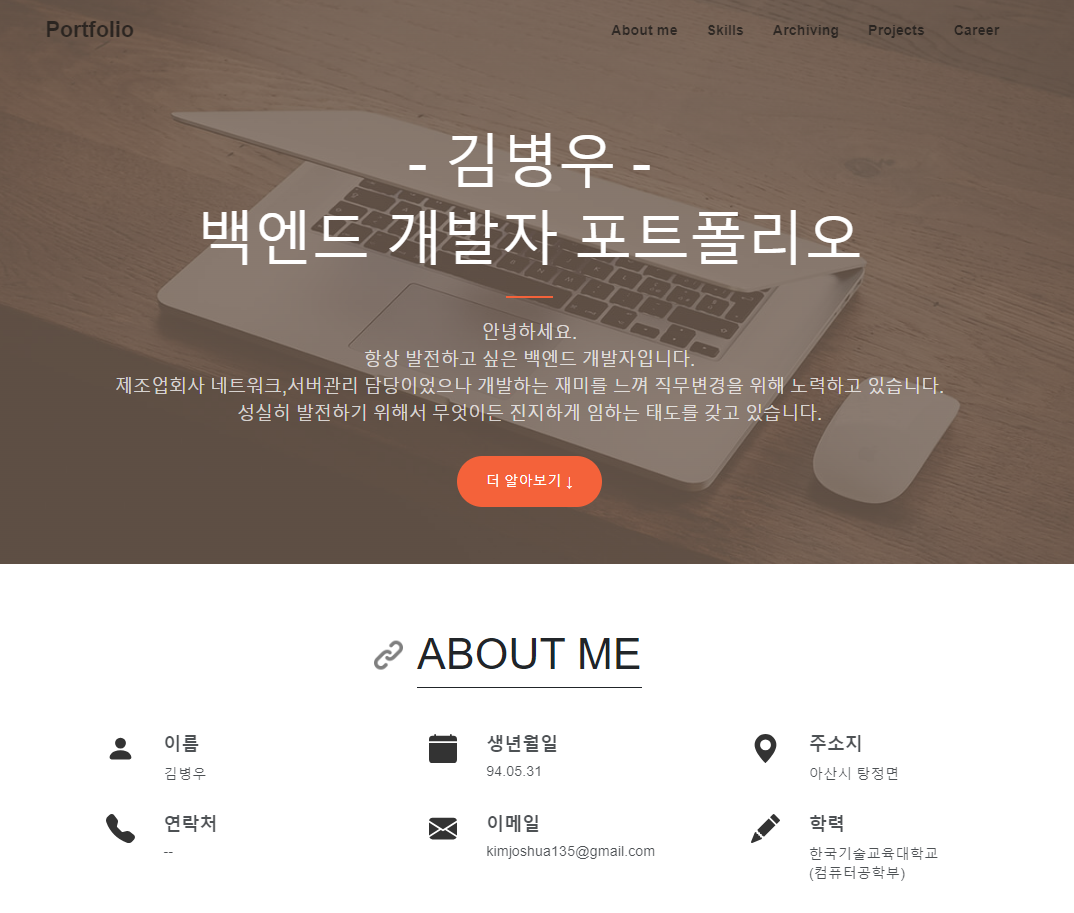 Portfolio
About me Skills Archiving Projects Career
- 김병우 -
백엔드 개발자 포트폴리오
안녕하세요.
항상 발전하고 싶은 백엔드 개발자입니다.
제조업회사 네트워크,서버관리 담당이었으나 개발하는 재미를 느껴 직무변경을 위해 노력하고 있습니다.
성실히 발전하기 위해서 무엇이든 진지하게 임하는 태도를 갖고 있습니다.
더 알아보기 ↓
ABOUT ME
이름
김병우
생년월일
94.05.31
주소지
아산시 탕정면
연락처
--
이메일
kimjoshua135@gmail.com
학력
한국기술교육대학교
(컴퓨터공학부)